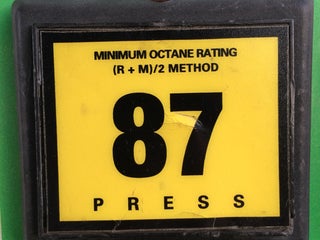 MINIMUM OCTANE RATING
(R + M)/2 METHOD
87
PRESS